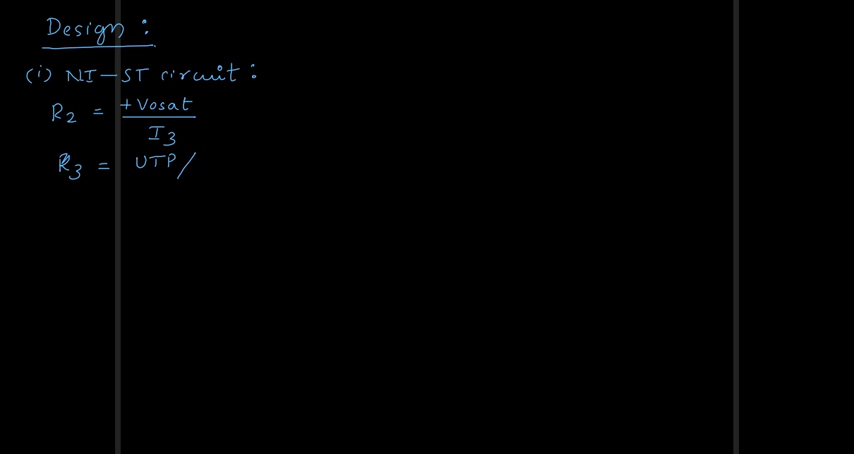 Design :
(i) NI-ST circuit :
R2 = +Vosat / I3
R3 = UTP/